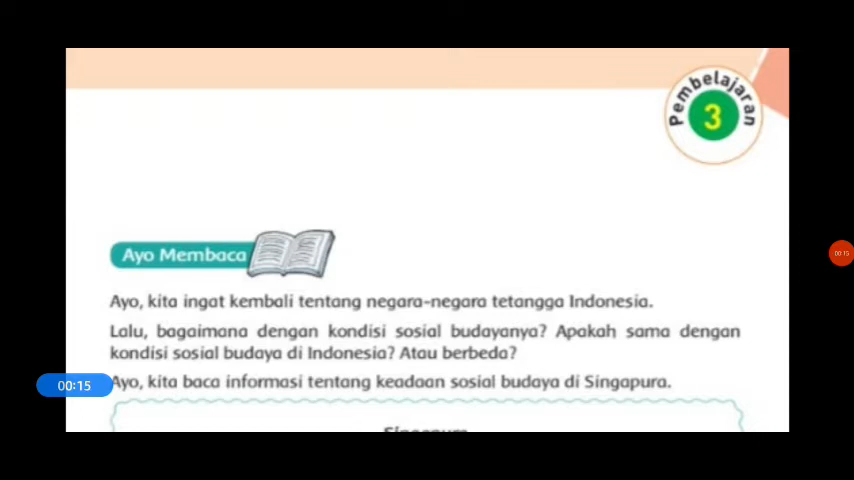 Pembelajaran
3
Ayo Membaca
00:15
Ayo, kita ingat kembali tentang negara-negara tetangga Indonesia.
Lalu, bagaimana dengan kondisi sosial budayanya? Apakah sama dengan
kondisi sosial budaya di Indonesia? Atau berbeda?
00:15
Ayo, kita baca informasi tentang keadaan sosial budaya di Singapura.